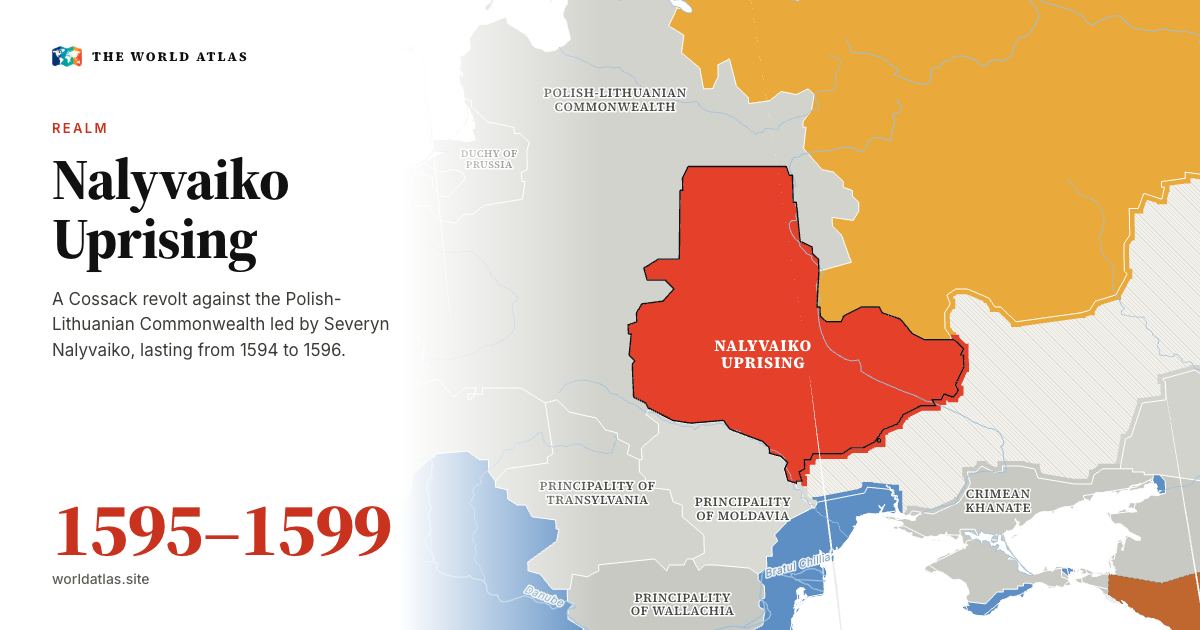 THE WORLD ATLAS
REALM
Nalyvaiko
Uprising
A Cossack revolt against the Polish-
Lithuanian Commonwealth led by Severyn
Nalyvaiko, lasting from 1594 to 1596.
1595–1599
worldatlas.site
POLISH-LITHUANIAN
COMMONWEALTH
DUCHY OF
PRUSSIA
NALYVAIKO
UPRISING
PRINCIPALITY OF
TRANSYLVANIA
PRINCIPALITY
OF MOLDAVIA
CRIMEAN
KHANATE
Bratul Chilia
Danube
PRINCIPALITY
OF WALLACHIA